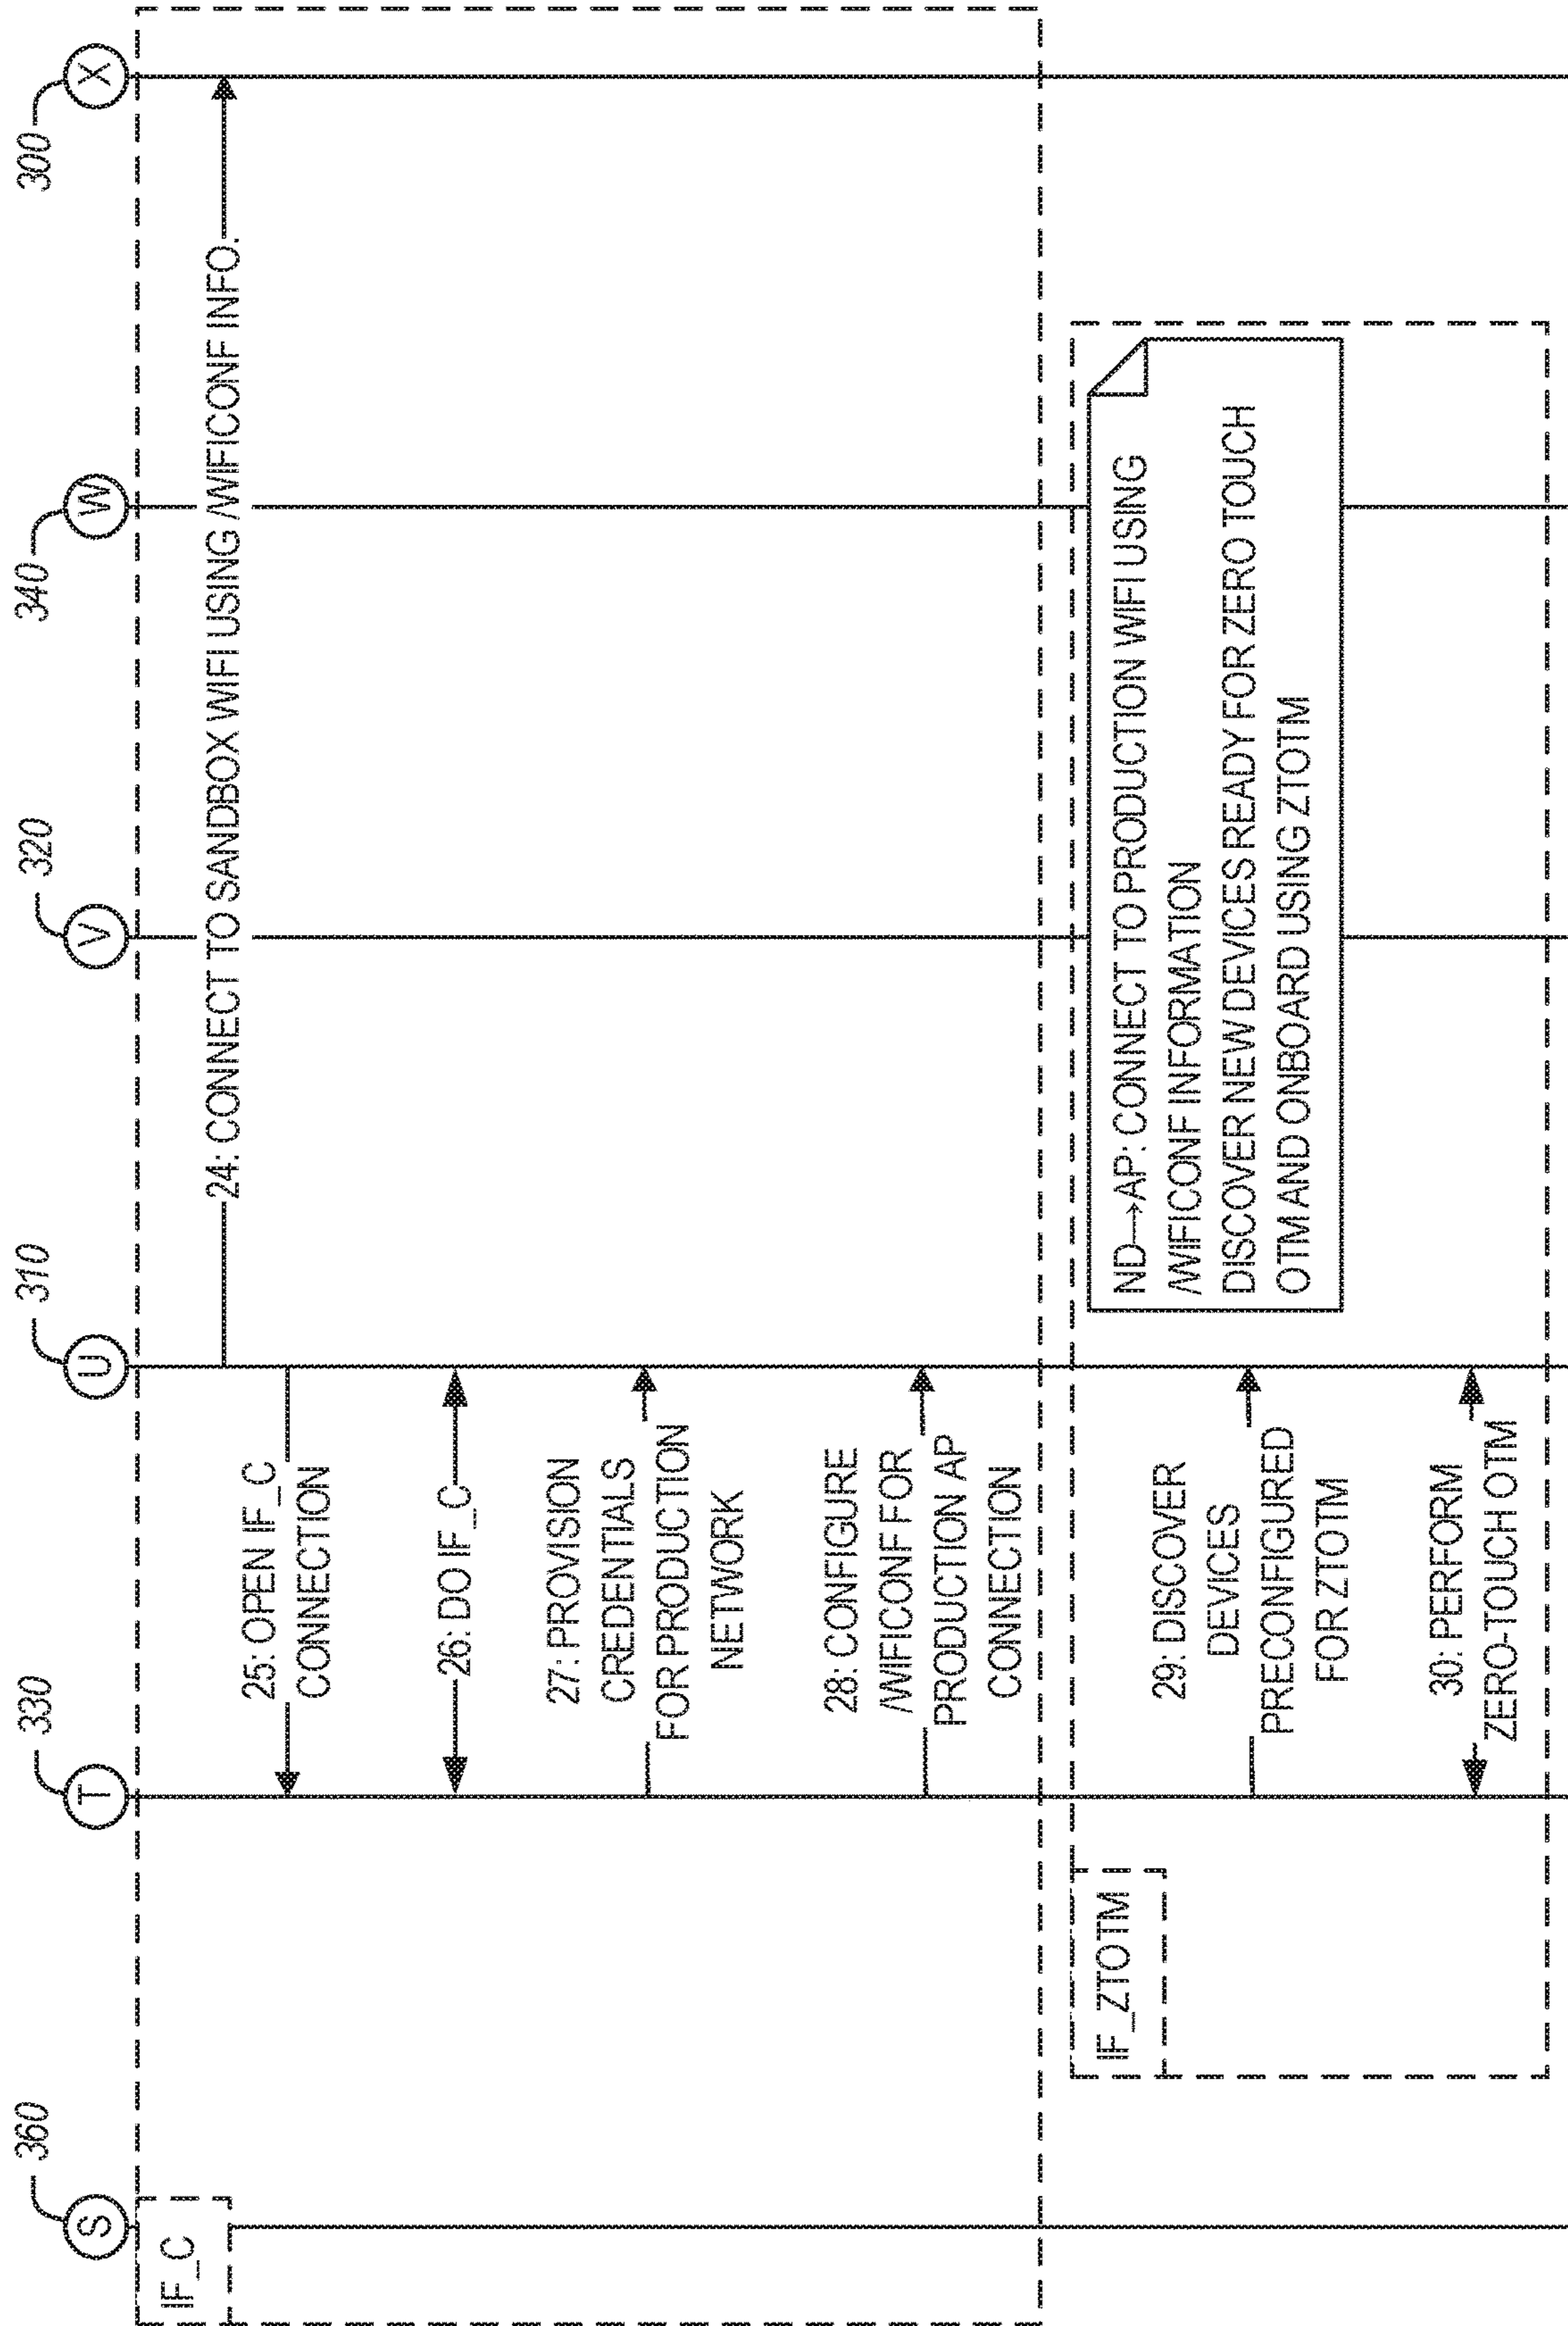 360
330
310
320
340
300
S
T
U
V
W
X
IF_C
24: CONNECT TO SANDBOX WIFI USING /WIFICONF INFO.
25: OPEN IF_C
CONNECTION
26: DO IF_C
27: PROVISION
CREDENTIALS
FOR PRODUCTION
NETWORK
28: CONFIGURE
/WIFICONF FOR
PRODUCTION AP
CONNECTION
IF_ZTOTM
ND→AP: CONNECT TO PRODUCTION WIFI USING
/WIFICONF INFORMATION
DISCOVER NEW DEVICES READY FOR ZERO TOUCH
OTM AND ONBOARD USING ZTOTM
29: DISCOVER
DEVICES
PRECONFIGURED
FOR ZTOTM
30: PERFORM
ZERO-TOUCH OTM